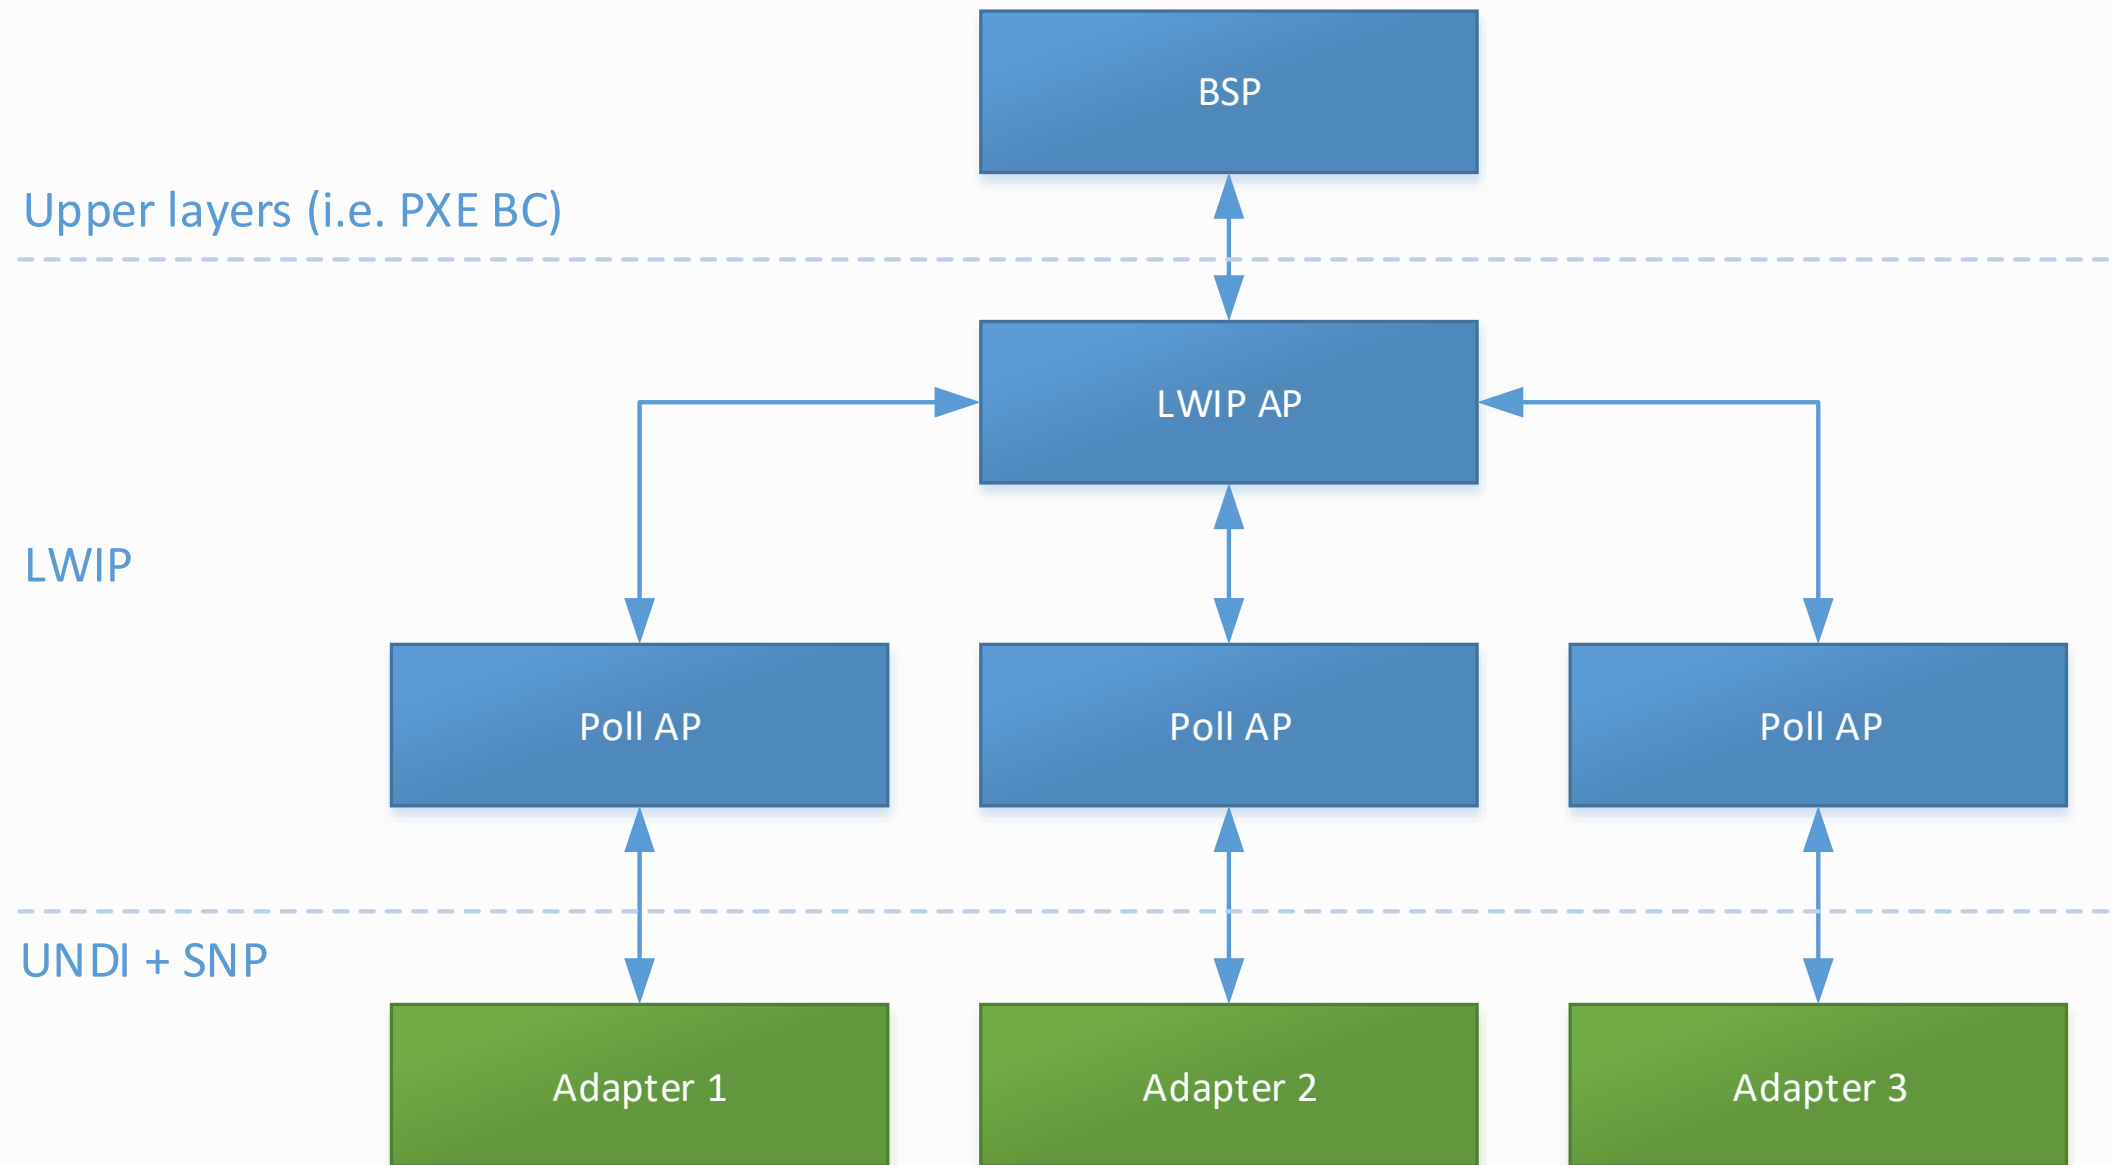 BSP
Upper layers (i.e. PXE BC)
LWIP AP
LWIP
Poll AP
Poll AP
Poll AP
UNDI + SNP
Adapter 1
Adapter 2
Adapter 3